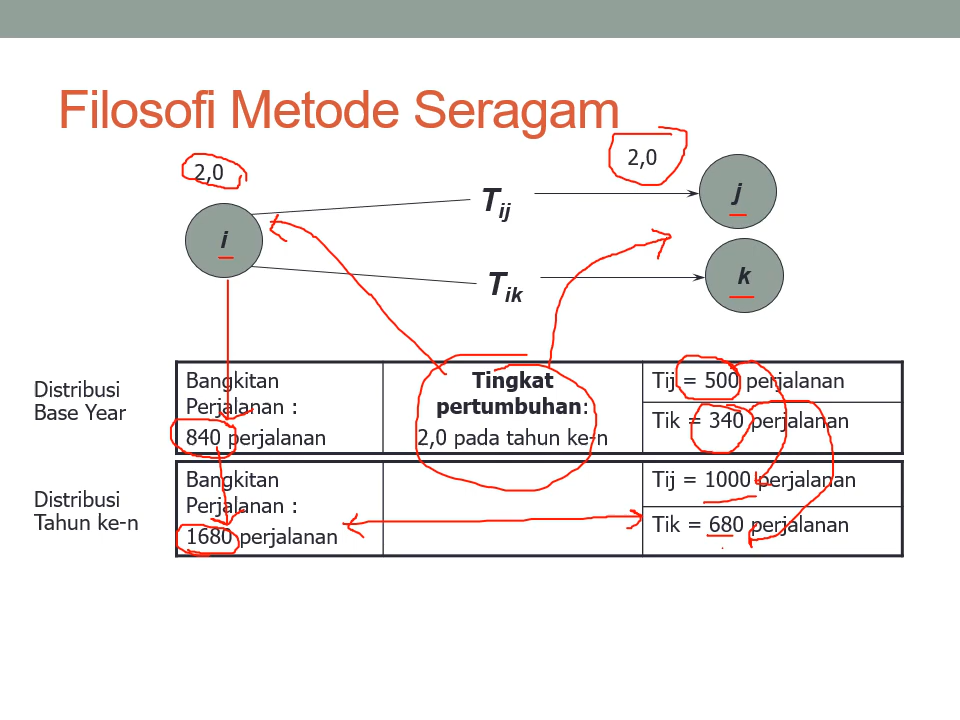 Filosofi Metode Seragam
2,0
2,0
i
Tij
j
Tik
k
Distribusi
Base Year
Bangkitan
Perjalanan :
840 perjalanan
Tingkat
pertumbuhan:
2,0 pada tahun ke-n
Tij = 500 perjalanan
Tik = 340 perjalanan
Distribusi
Tahun ke-n
Bangkitan
Perjalanan :
1680 perjalanan
Tij = 1000 perjalanan
Tik = 680 perjalanan